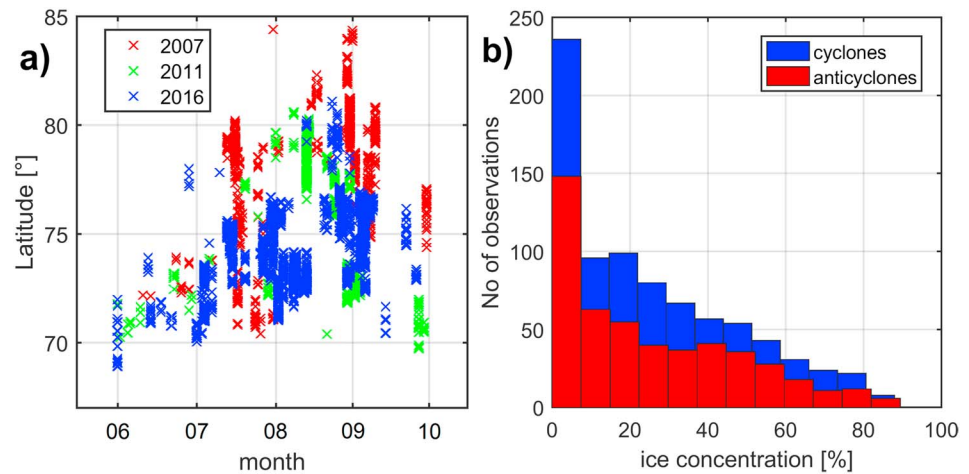 a)
× 2007
× 2011
× 2016
85
80
75
70
Latitude [°]
06 07 08 09 10
month
b)
cyclones
anticyclones
250
200
150
100
50
0
No of observations
0 20 40 60 80 100
ice concentration [%]